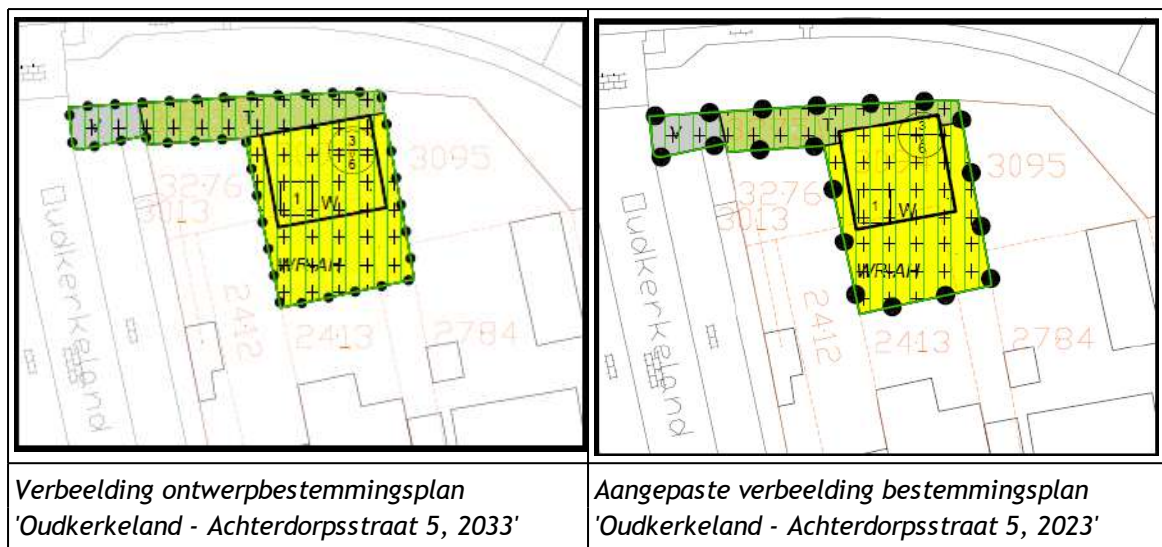 V
T
3
6
3095
3276
3013
1
W
WR-AH
Oudkerkeland
2412
2413
2784
V
T
3
6
3095
3276
3013
1
W
WR-AH
Oudkerkeland
2412
2413
2784
Verbeelding ontwerpbestemmingsplan
'Oudkerkeland - Achterdorpsstraat 5, 2033'
Aangepaste verbeelding bestemmingsplan
'Oudkerkeland - Achterdorpsstraat 5, 2023'